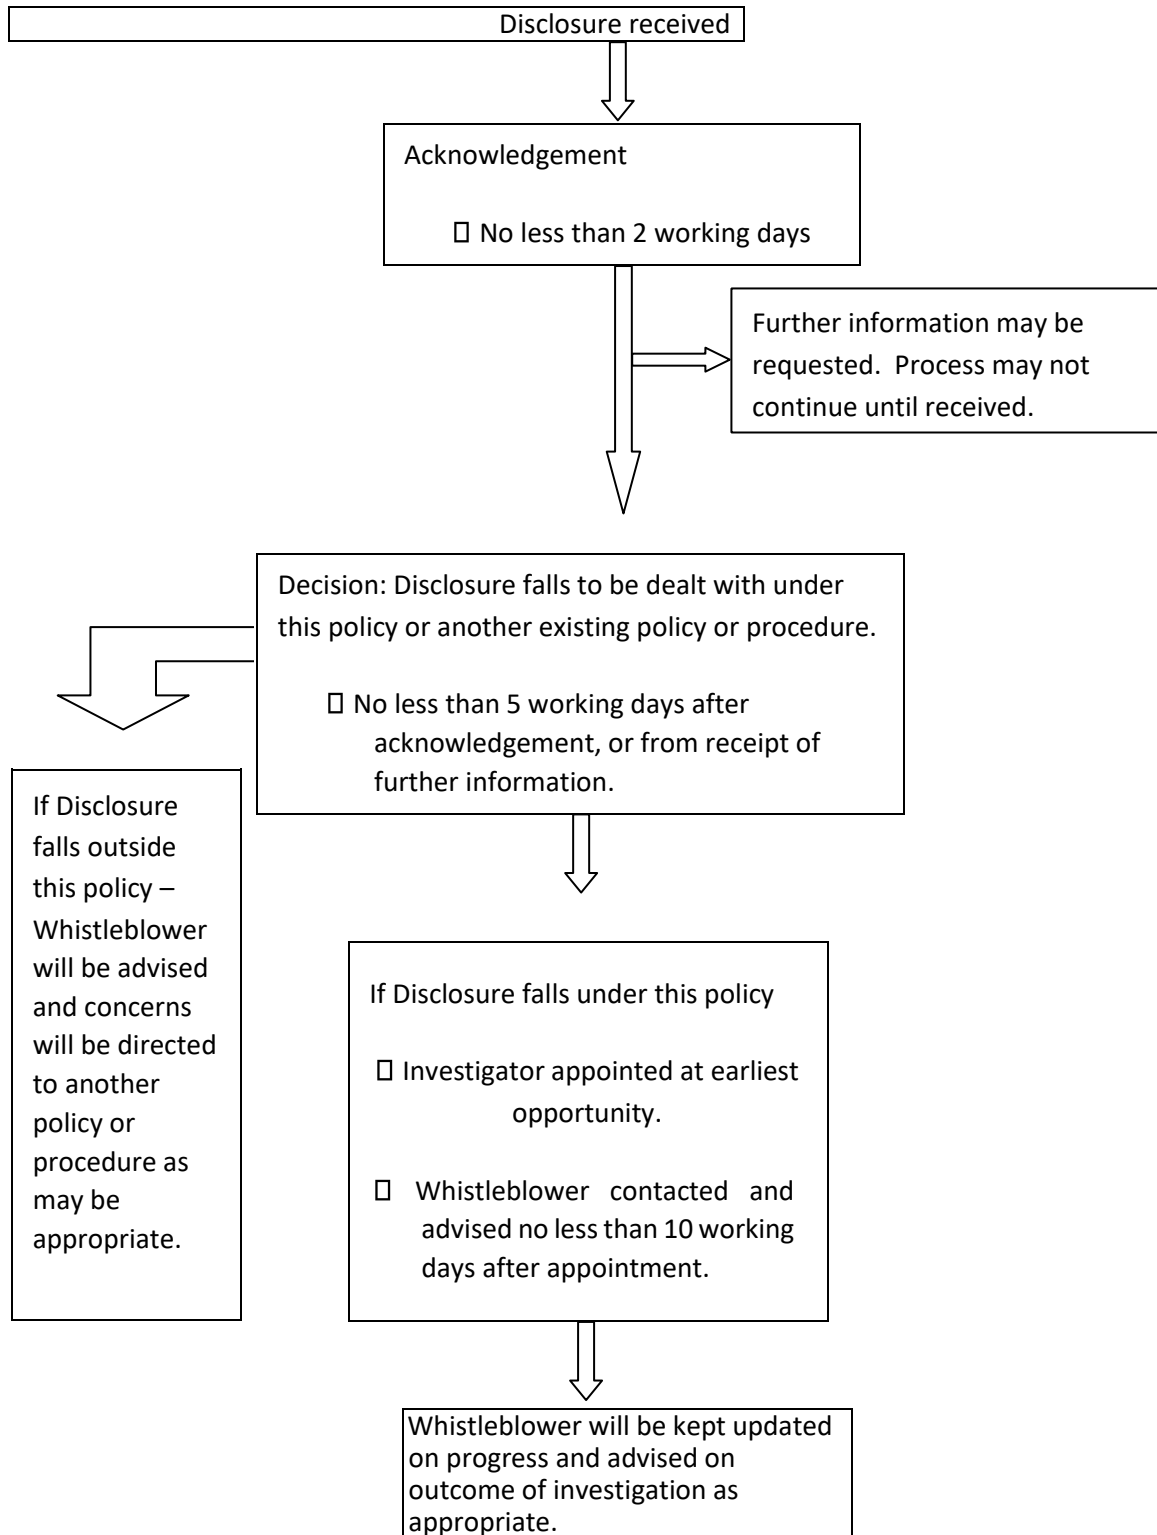 Disclosure received
Acknowledgement
▯ No less than 2 working days
Further information may be
requested.  Process may not
continue until received.
Decision: Disclosure falls to be dealt with under
this policy or another existing policy or procedure.
▯ No less than 5 working days after
acknowledgement, or from receipt of
further information.
If Disclosure
falls outside
this policy –
Whistleblower
will be advised
and concerns
will be directed
to another
policy or
procedure as
may be
appropriate.
If Disclosure falls under this policy
▯ Investigator appointed at earliest
opportunity.
▯ Whistleblower contacted and
advised no less than 10 working
days after appointment.
Whistleblower will be kept updated
on progress and advised on
outcome of investigation as
appropriate.